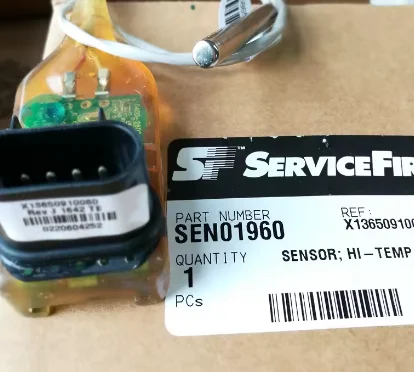 X13650910060
Rev J 1642 TE
0220604252
SF SERVICEFIR
PART NUMBER
SEN01960
REF:
X136509100
QUANTITY
SENSOR; HI-TEMP
1
PCs